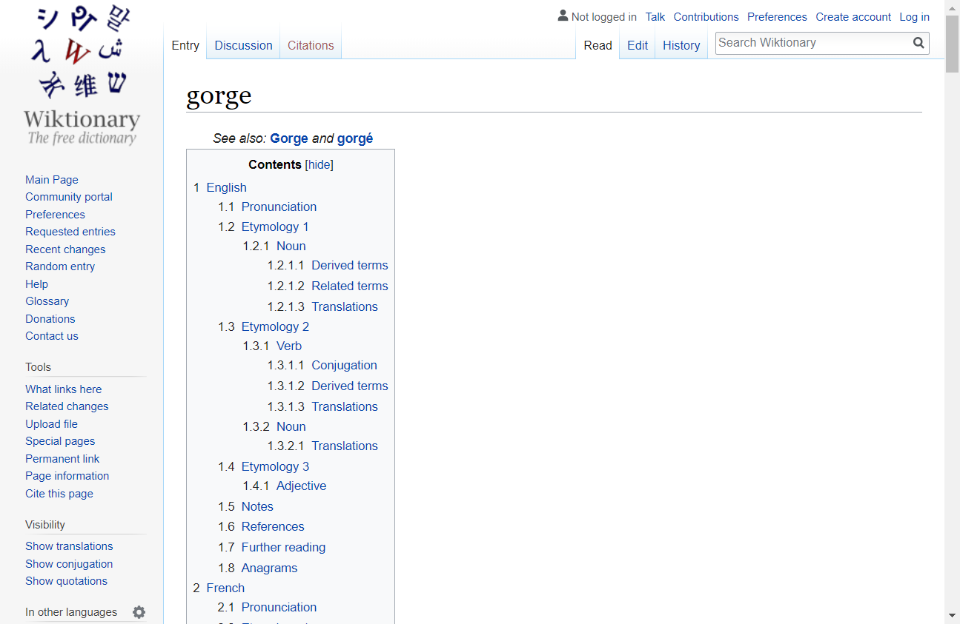 Not logged in Talk Contributions Preferences Create account Log in
Entry Discussion Citations Read Edit History Search Wiktionary
Wiktionary
The free dictionary
Main Page
Community portal
Preferences
Requested entries
Recent changes
Random entry
Help
Glossary
Donations
Contact us
Tools
What links here
Related changes
Upload file
Special pages
Permanent link
Page information
Cite this page
Visibility
Show translations
Show conjugation
Show quotations
In other languages
gorge
See also: Gorge and gorgé
Contents [hide]
1 English
1.1 Pronunciation
1.2 Etymology 1
1.2.1 Noun
1.2.1.1 Derived terms
1.2.1.2 Related terms
1.2.1.3 Translations
1.3 Etymology 2
1.3.1 Verb
1.3.1.1 Conjugation
1.3.1.2 Derived terms
1.3.1.3 Translations
1.3.2 Noun
1.3.2.1 Translations
1.4 Etymology 3
1.4.1 Adjective
1.5 Notes
1.6 References
1.7 Further reading
1.8 Anagrams
2 French
2.1 Pronunciation